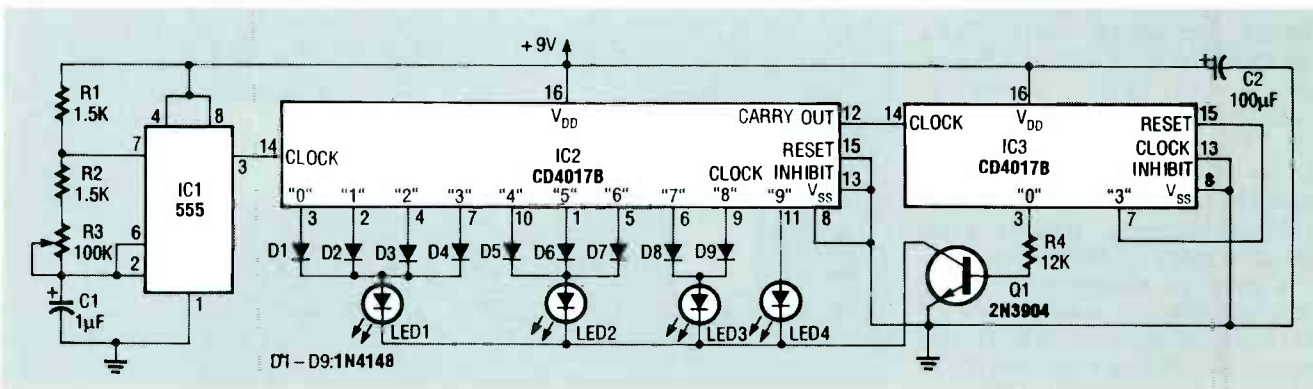 +9V
R1
1.5K
R2
1.5K
R3
100K
C1
1µF
+
4
8
7
6
2
3
1
IC1
555
14
CLOCK
16
V_DD
IC2
CD4017B
CARRY OUT
12
RESET
15
CLOCK INHIBIT
13
V_SS
8
"0" "1" "2" "3" "4" "5" "6" "7" "8" "9"
3 2 4 7 10 1 5 6 9 11
D1 D2 D3 D4 D5 D6 D7 D8 D9
LED1
LED2
LED3
LED4
D1–D9:1N4148
14
CLOCK
16
V_DD
IC3
CD4017B
15
RESET
CLOCK
13
INHIBIT
V_SS
8
"0"
"3"
3
7
R4
12K
Q1
2N3904
+
C2
100µF